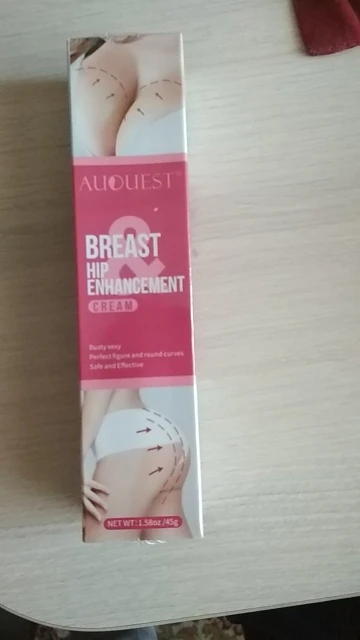 AUQUEST™
&
BREAST
HIP
ENHANCEMENT
CREAM
Busty sexy
Perfect figure and round curves
Safe and Effective
NET WT:1.58oz /45g